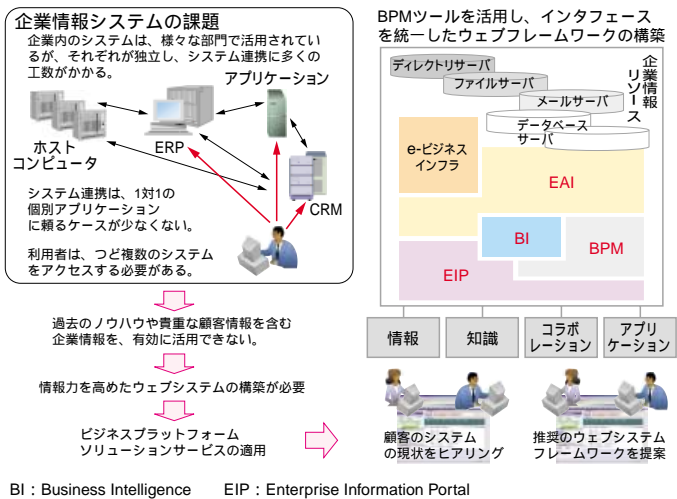 企業情報システムの課題
企業内のシステムは、様々な部門で活用されてい
るが、それぞれが独立し、システム連携に多くの
工数がかかる。
アプリケーション
ホスト
コンピュータ
ERP
CRM
システム連携は、1対1の
個別アプリケーション
に頼るケースが少なくない。
利用者は、つど複数のシステム
をアクセスする必要がある。
過去のノウハウや貴重な顧客情報を含む
企業情報を、有効に活用できない。
情報力を高めたウェブシステムの構築が必要
ビジネスプラットフォーム
ソリューションサービスの適用
BPMツールを活用し、インタフェース
を統一したウェブフレームワークの構築
ディレクトリサーバ
ファイルサーバ
メールサーバ
データベース
サーバ
企業情報
リソース
e-ビジネス
インフラ
EAI
BI
BPM
EIP
情報
知識
コラボ
レーション
アプリ
ケーション
顧客のシステム
の現状をヒアリング
推奨のウェブシステム
フレームワークを提案
BI：Business Intelligence EIP：Enterprise Information Portal